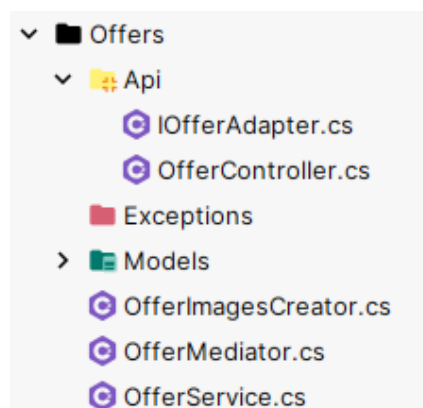 Offers
Api
IOfferAdapter.cs
OfferController.cs
Exceptions
Models
OfferImagesCreator.cs
OfferMediator.cs
OfferService.cs